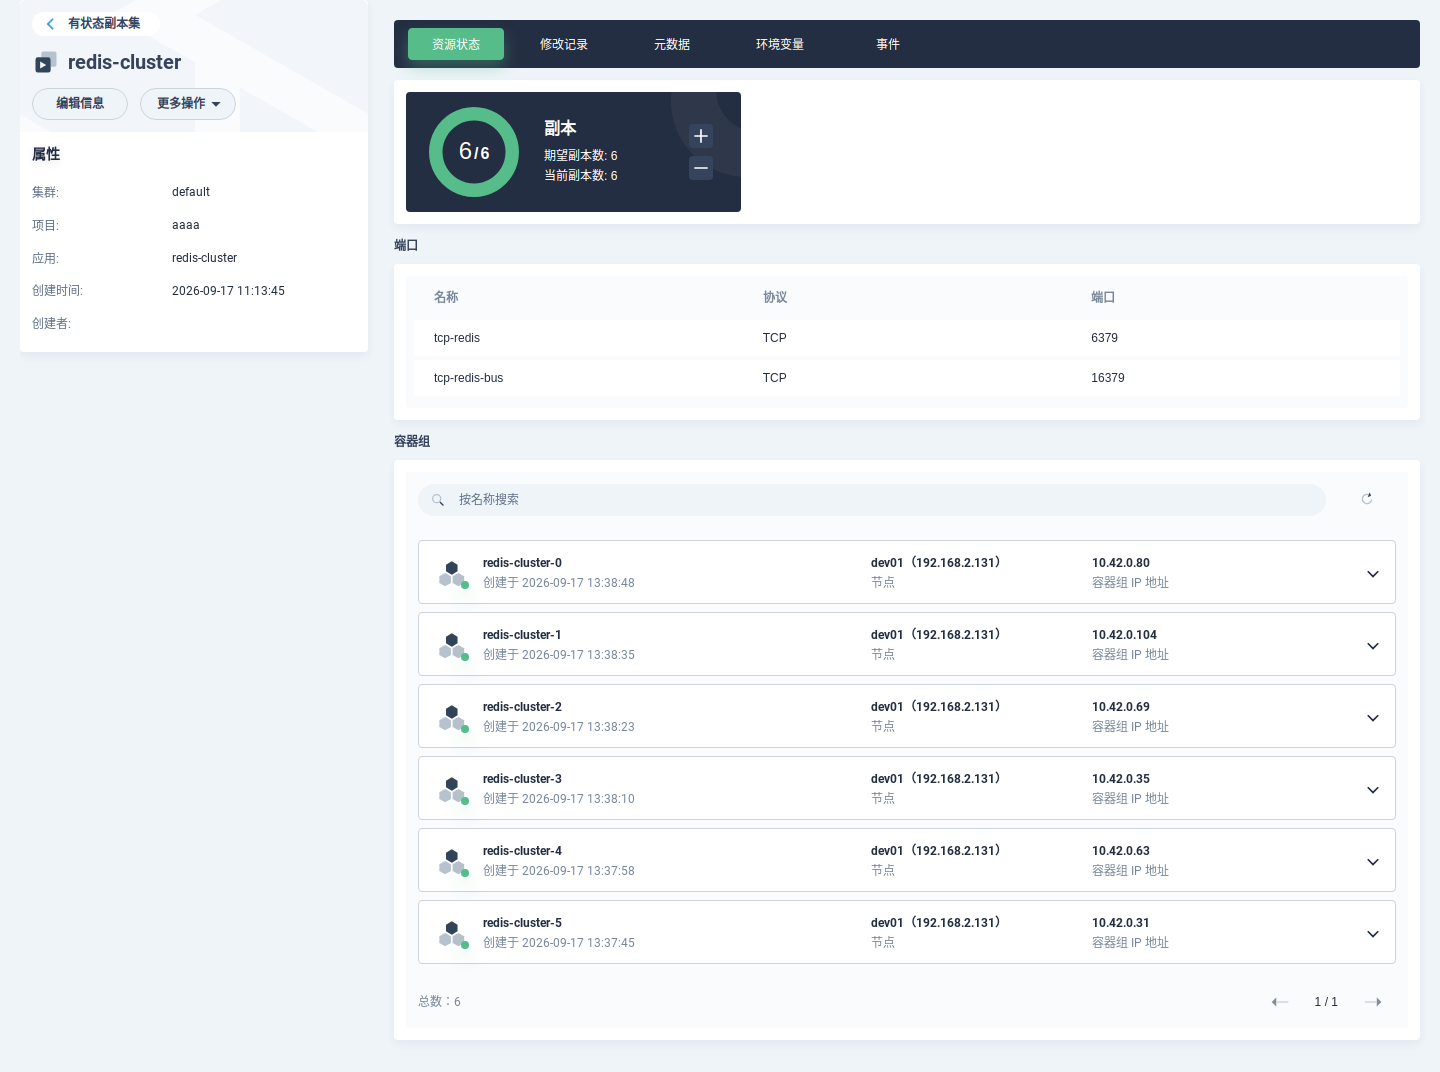 有状态副本集
redis-cluster
编辑信息
更多操作
属性
集群: default
项目: aaaa
应用: redis-cluster
创建时间: 2026-09-17 11:13:45
创建者:
资源状态 修改记录 元数据 环境变量 事件
6/6
副本
期望副本数: 6
当前副本数: 6
端口
名称 协议 端口
tcp-redis TCP 6379
tcp-redis-bus TCP 16379
容器组
按名称搜索
redis-cluster-0 dev01（192.168.2.131） 10.42.0.80
创建于 2026-09-17 13:38:48 节点 容器组 IP 地址
redis-cluster-1 dev01（192.168.2.131） 10.42.0.104
创建于 2026-09-17 13:38:35 节点 容器组 IP 地址
redis-cluster-2 dev01（192.168.2.131） 10.42.0.69
创建于 2026-09-17 13:38:23 节点 容器组 IP 地址
redis-cluster-3 dev01（192.168.2.131） 10.42.0.35
创建于 2026-09-17 13:38:10 节点 容器组 IP 地址
redis-cluster-4 dev01（192.168.2.131） 10.42.0.63
创建于 2026-09-17 13:37:58 节点 容器组 IP 地址
redis-cluster-5 dev01（192.168.2.131） 10.42.0.31
创建于 2026-09-17 13:37:45 节点 容器组 IP 地址
总数：6 1 / 1